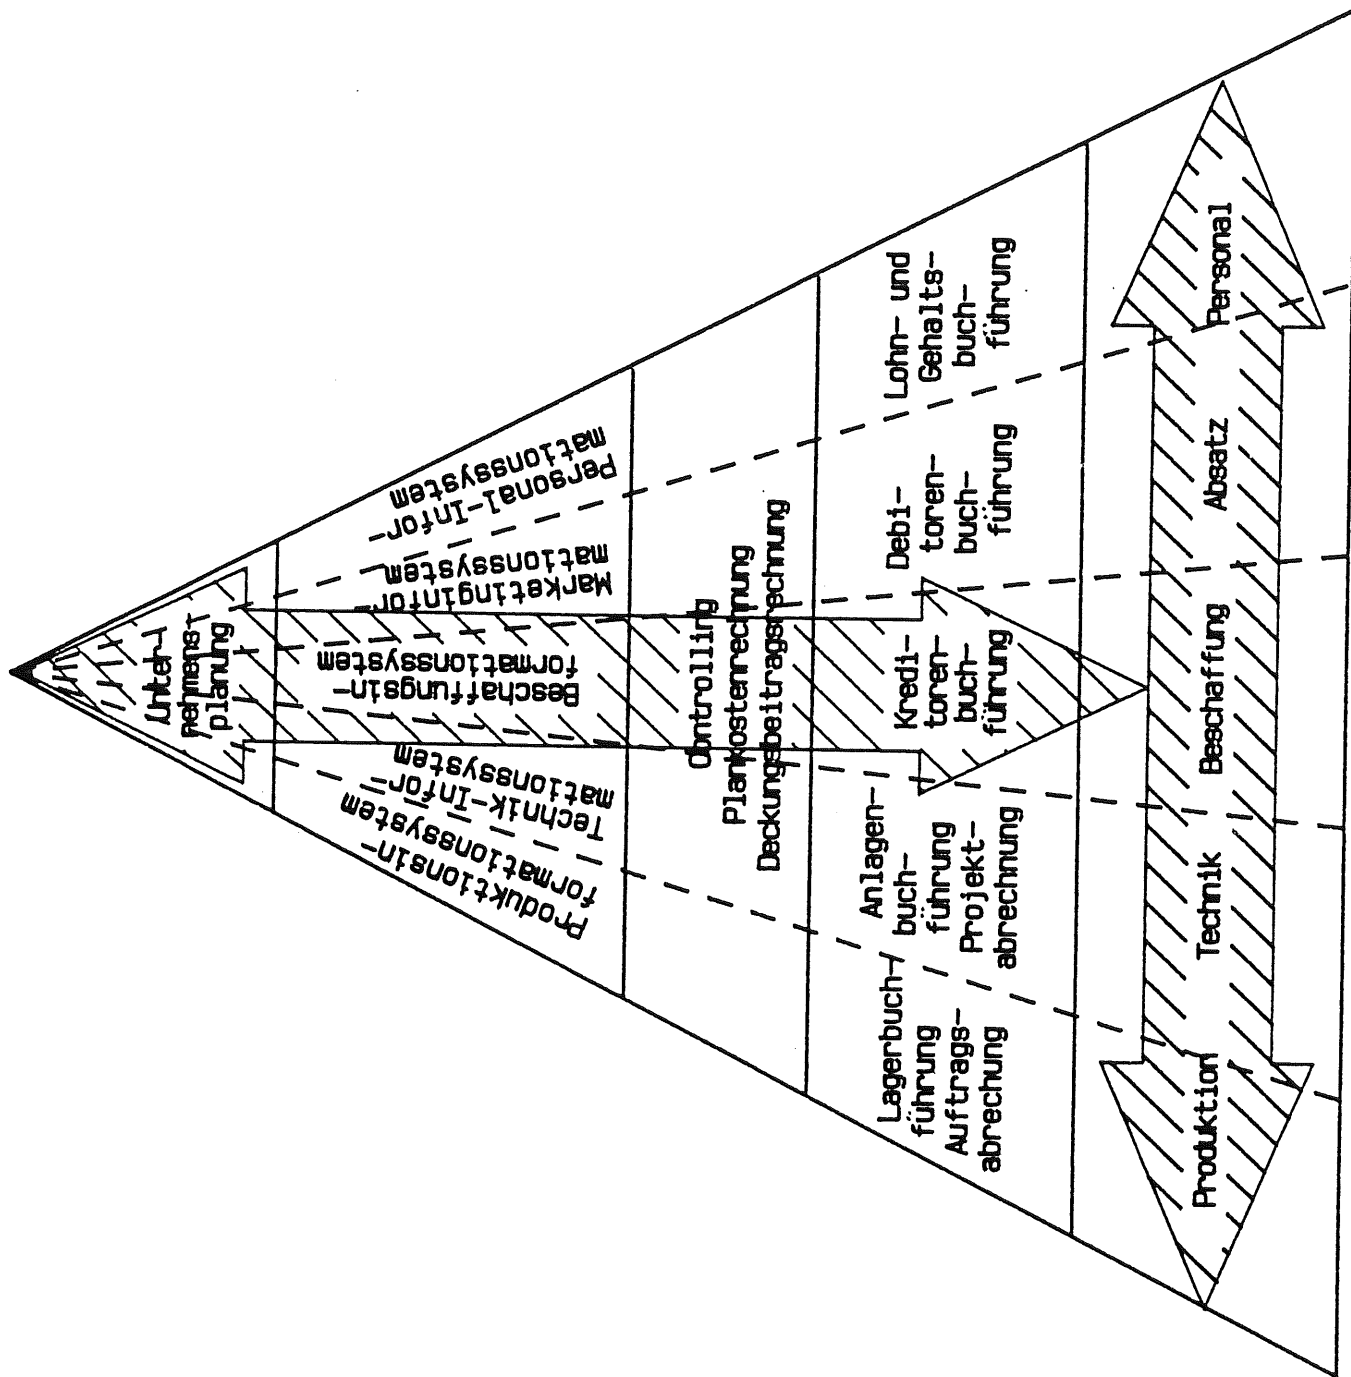 Unter-
nehmens-
planung
Produktionsin-
formationssystem
Technik-Infor-
mationssystem
Beschaffungsin-
formationssystem
Marketinginfor-
mationssystem
Personal-Infor-
mationssystem
Controlling
Plankostenrechnung
Deckungsbeitragsrechnung
Lagerbuch-
führung
Auftrags-
abrechung
Anlagen-
buch-
führung
Projekt-
abrechnung
Kredi-
toren-
buch-
führung
Debi-
toren-
buch-
führung
Lohn- und
Gehalts-
buch-
führung
Produktion
Technik
Beschaffung
Absatz
Personal